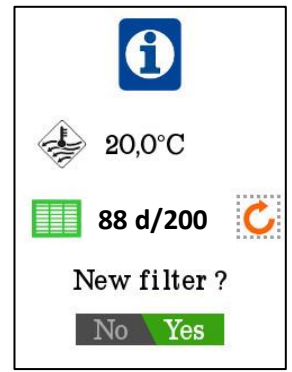 i
20,0°C
88 d/200
New filter ?
No Yes